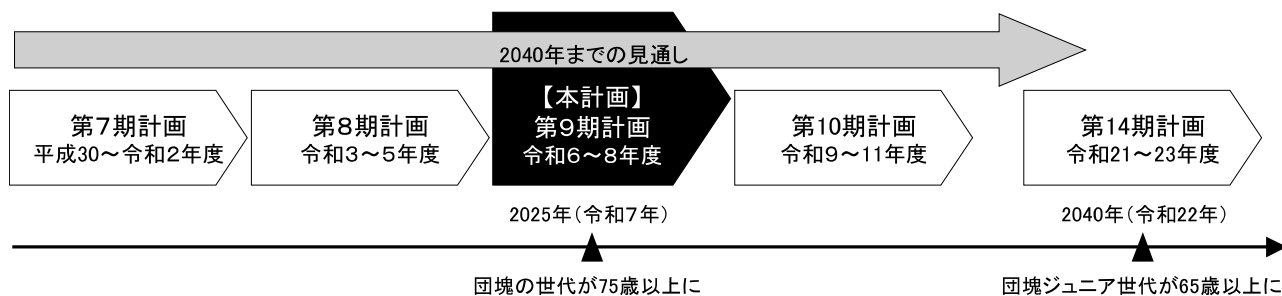 2040年までの見通し
第7期計画
平成30～令和2年度
第8期計画
令和3～5年度
【本計画】
第9期計画
令和6～8年度
第10期計画
令和9～11年度
第14期計画
令和21～23年度
2025年(令和7年)
2040年(令和22年)
団塊の世代が75歳以上に
団塊ジュニア世代が65歳以上に